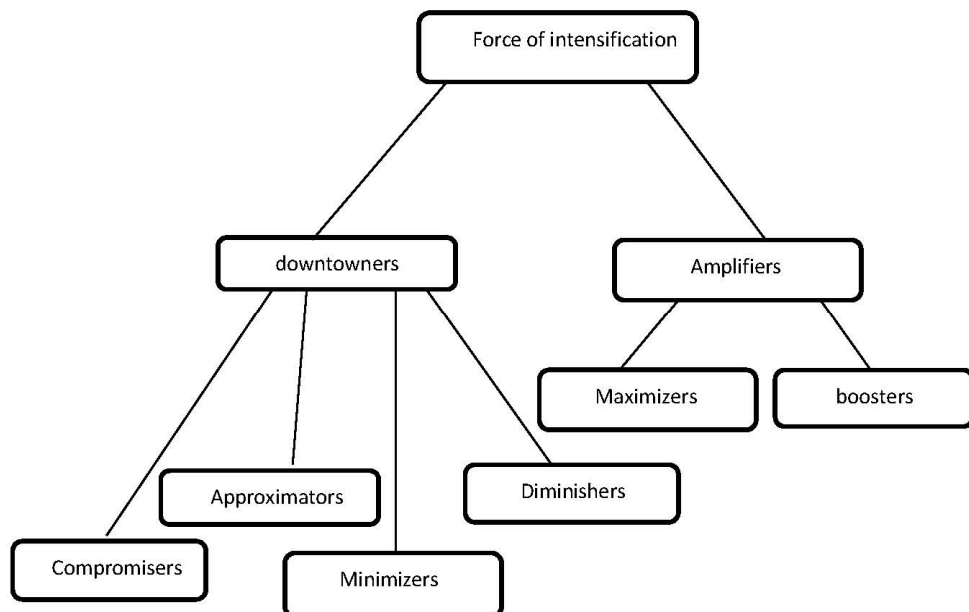 Force of intensification
downtowners
Amplifiers
Maximizers
boosters
Approximators
Diminishers
Compromisers
Minimizers